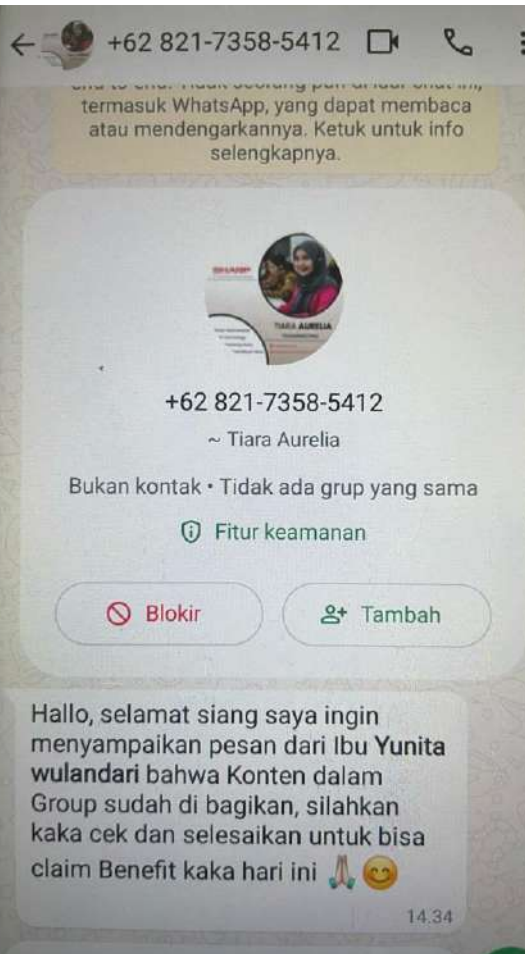 +62 821-7358-5412
termasuk WhatsApp, yang dapat membaca
atau mendengarkannya. Ketuk untuk info
selengkapnya.
SHARP
TIARA AURELIA
+62 821-7358-5412
~ Tiara Aurelia
Bukan kontak • Tidak ada grup yang sama
Fitur keamanan
Blokir
Tambah
Hallo, selamat siang saya ingin
menyampaikan pesan dari Ibu Yunita
wulandari bahwa Konten dalam
Group sudah di bagikan, silahkan
kaka cek dan selesaikan untuk bisa
claim Benefit kaka hari ini 🙏🏻😊
14.34